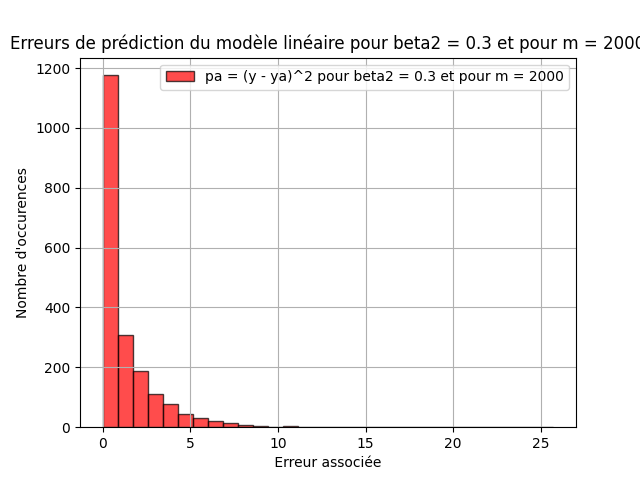 Erreurs de prédiction du modèle linéaire pour beta2 = 0.3 et pour m = 2000
pa = (y - ya)^2 pour beta2 = 0.3 et pour m = 2000
1200
1000
800
600
400
200
0
Nombre d'occurences
0 5 10 15 20 25
Erreur associée